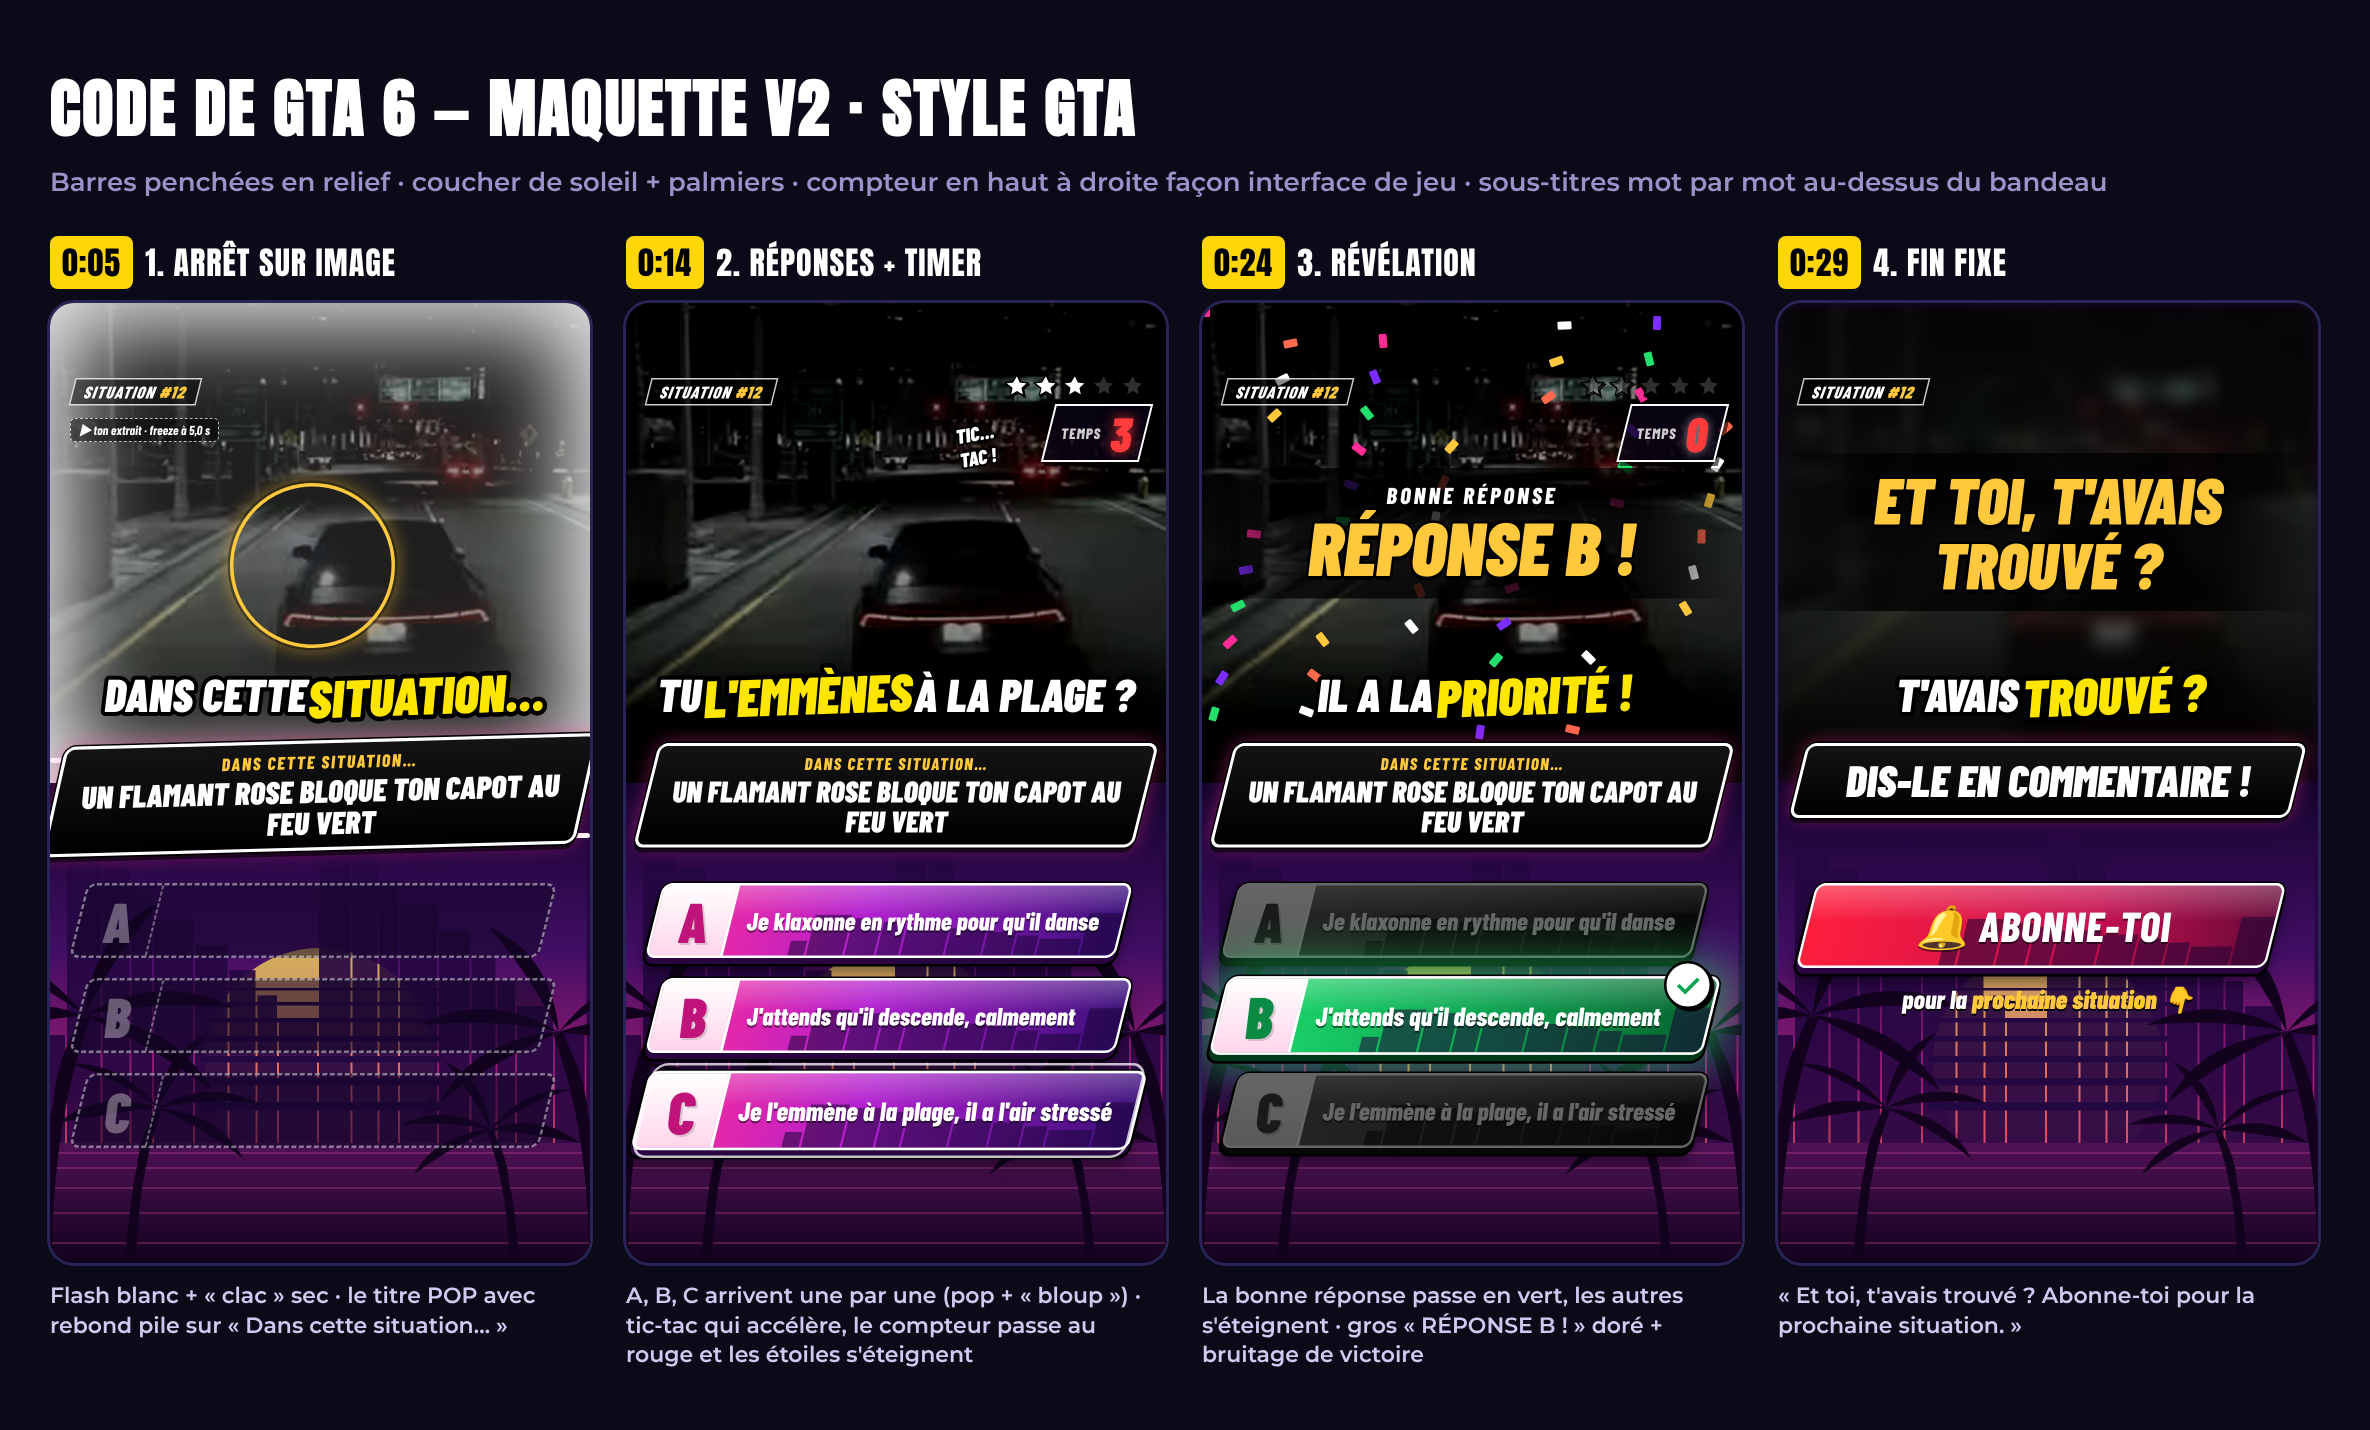 CODE DE GTA 6 – MAQUETTE V2 · STYLE GTA
Barres penchées en relief · coucher de soleil + palmiers · compteur en haut à droite façon interface de jeu · sous-titres mot par mot au-dessus du bandeau
0:05 1. ARRÊT SUR IMAGE
SITUATION #12
▶ ton extrait · freeze à 5,0 s
DANS CETTE SITUATION...
DANS CETTE SITUATION...
UN FLAMANT ROSE BLOQUE TON CAPOT AU
FEU VERT
A
B
C
Flash blanc + « clac » sec · le titre POP avec
rebond pile sur « Dans cette situation... »
0:14 2. RÉPONSES + TIMER
SITUATION #12
TIC...
TAC !
TEMPS 3
TU L'EMMÈNES À LA PLAGE ?
DANS CETTE SITUATION...
UN FLAMANT ROSE BLOQUE TON CAPOT AU
FEU VERT
A Je klaxonne en rythme pour qu'il danse
B J'attends qu'il descende, calmement
C Je l'emmène à la plage, il a l'air stressé
A, B, C arrivent une par une (pop + « bloup ») ·
tic-tac qui accélère, le compteur passe au
rouge et les étoiles s'éteignent
0:24 3. RÉVÉLATION
SITUATION #12
TEMPS 0
BONNE RÉPONSE
RÉPONSE B !
IL A LA PRIORITÉ !
DANS CETTE SITUATION...
UN FLAMANT ROSE BLOQUE TON CAPOT AU
FEU VERT
A Je klaxonne en rythme pour qu'il danse
B J'attends qu'il descende, calmement
C Je l'emmène à la plage, il a l'air stressé
La bonne réponse passe en vert, les autres
s'éteignent · gros « RÉPONSE B ! » doré +
bruitage de victoire
0:29 4. FIN FIXE
SITUATION #12
ET TOI, T'AVAIS
TROUVÉ ?
T'AVAIS TROUVÉ ?
DIS-LE EN COMMENTAIRE !
🔔 ABONNE-TOI
pour la prochaine situation 👇
« Et toi, t'avais trouvé ? Abonne-toi pour la
prochaine situation. »